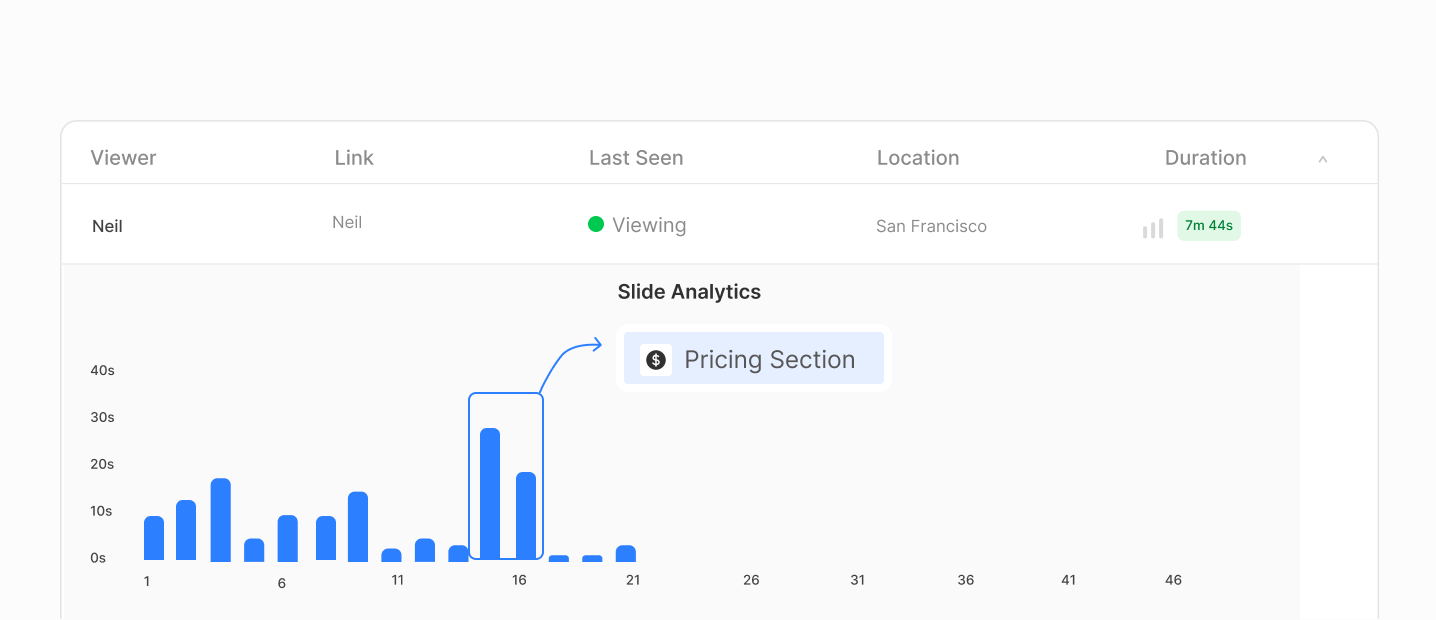 Viewer Link Last Seen Location Duration
Neil Neil Viewing San Francisco 7m 44s
Slide Analytics
$ Pricing Section
40s
30s
20s
10s
0s
1 6 11 16 21 26 31 36 41 46